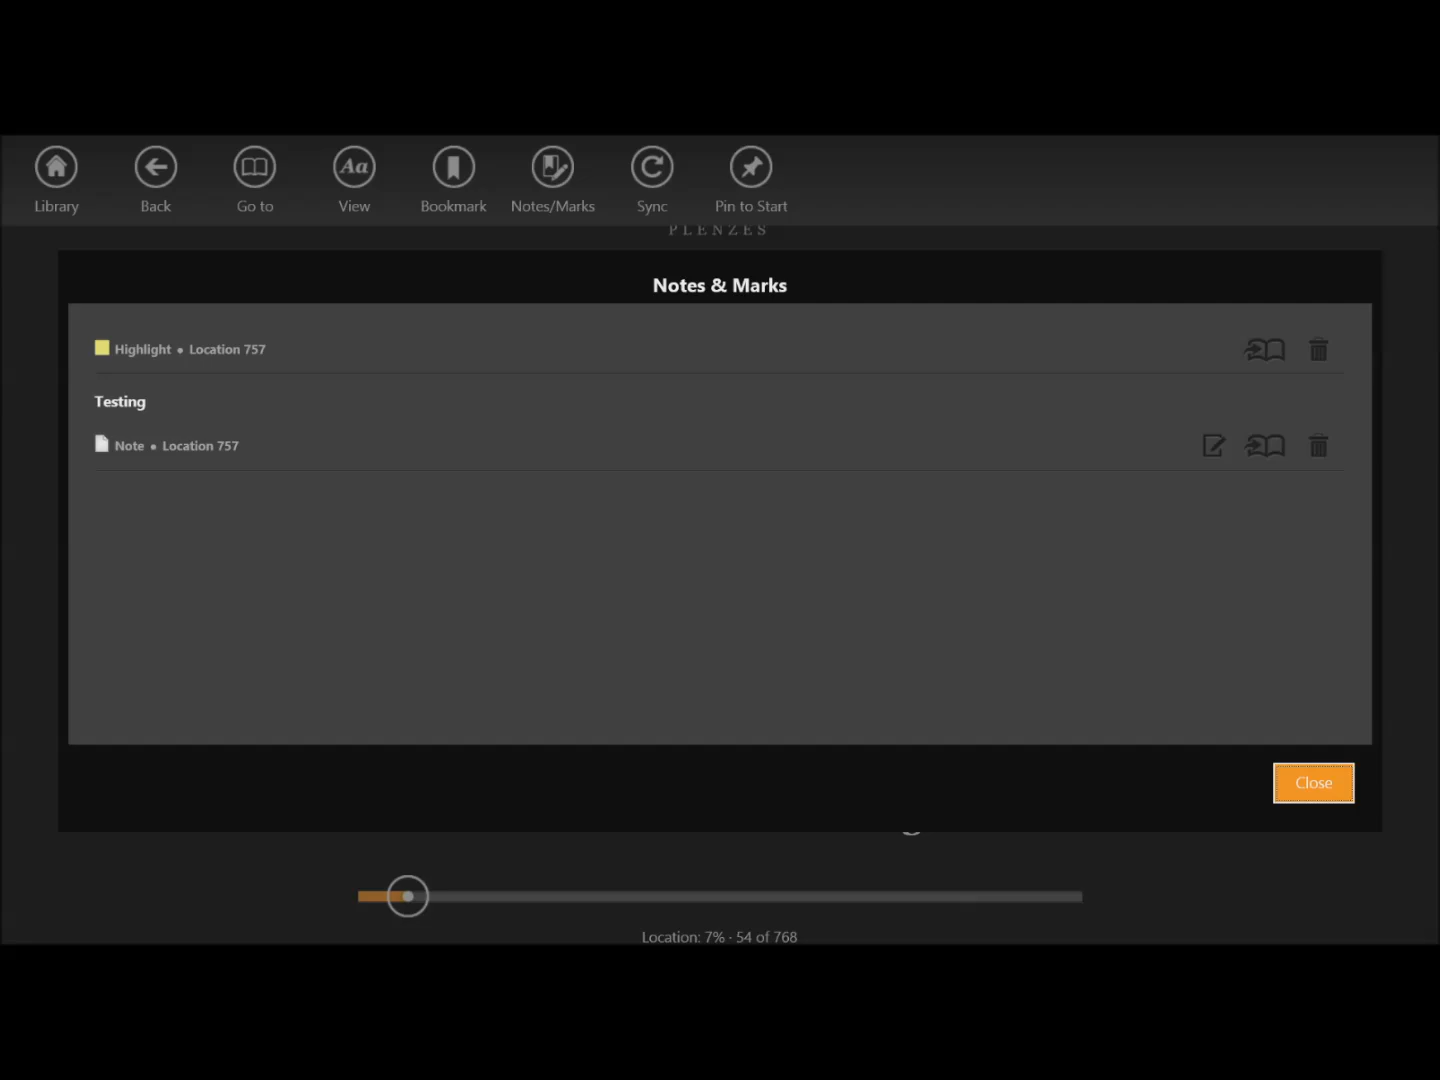 Library Back Go to Aa View Bookmark Notes/Marks Sync Pin to Start
PLENZES
Notes & Marks
Highlight • Location 757
Testing
Note • Location 757
Close
Location: 7% · 54 of 768